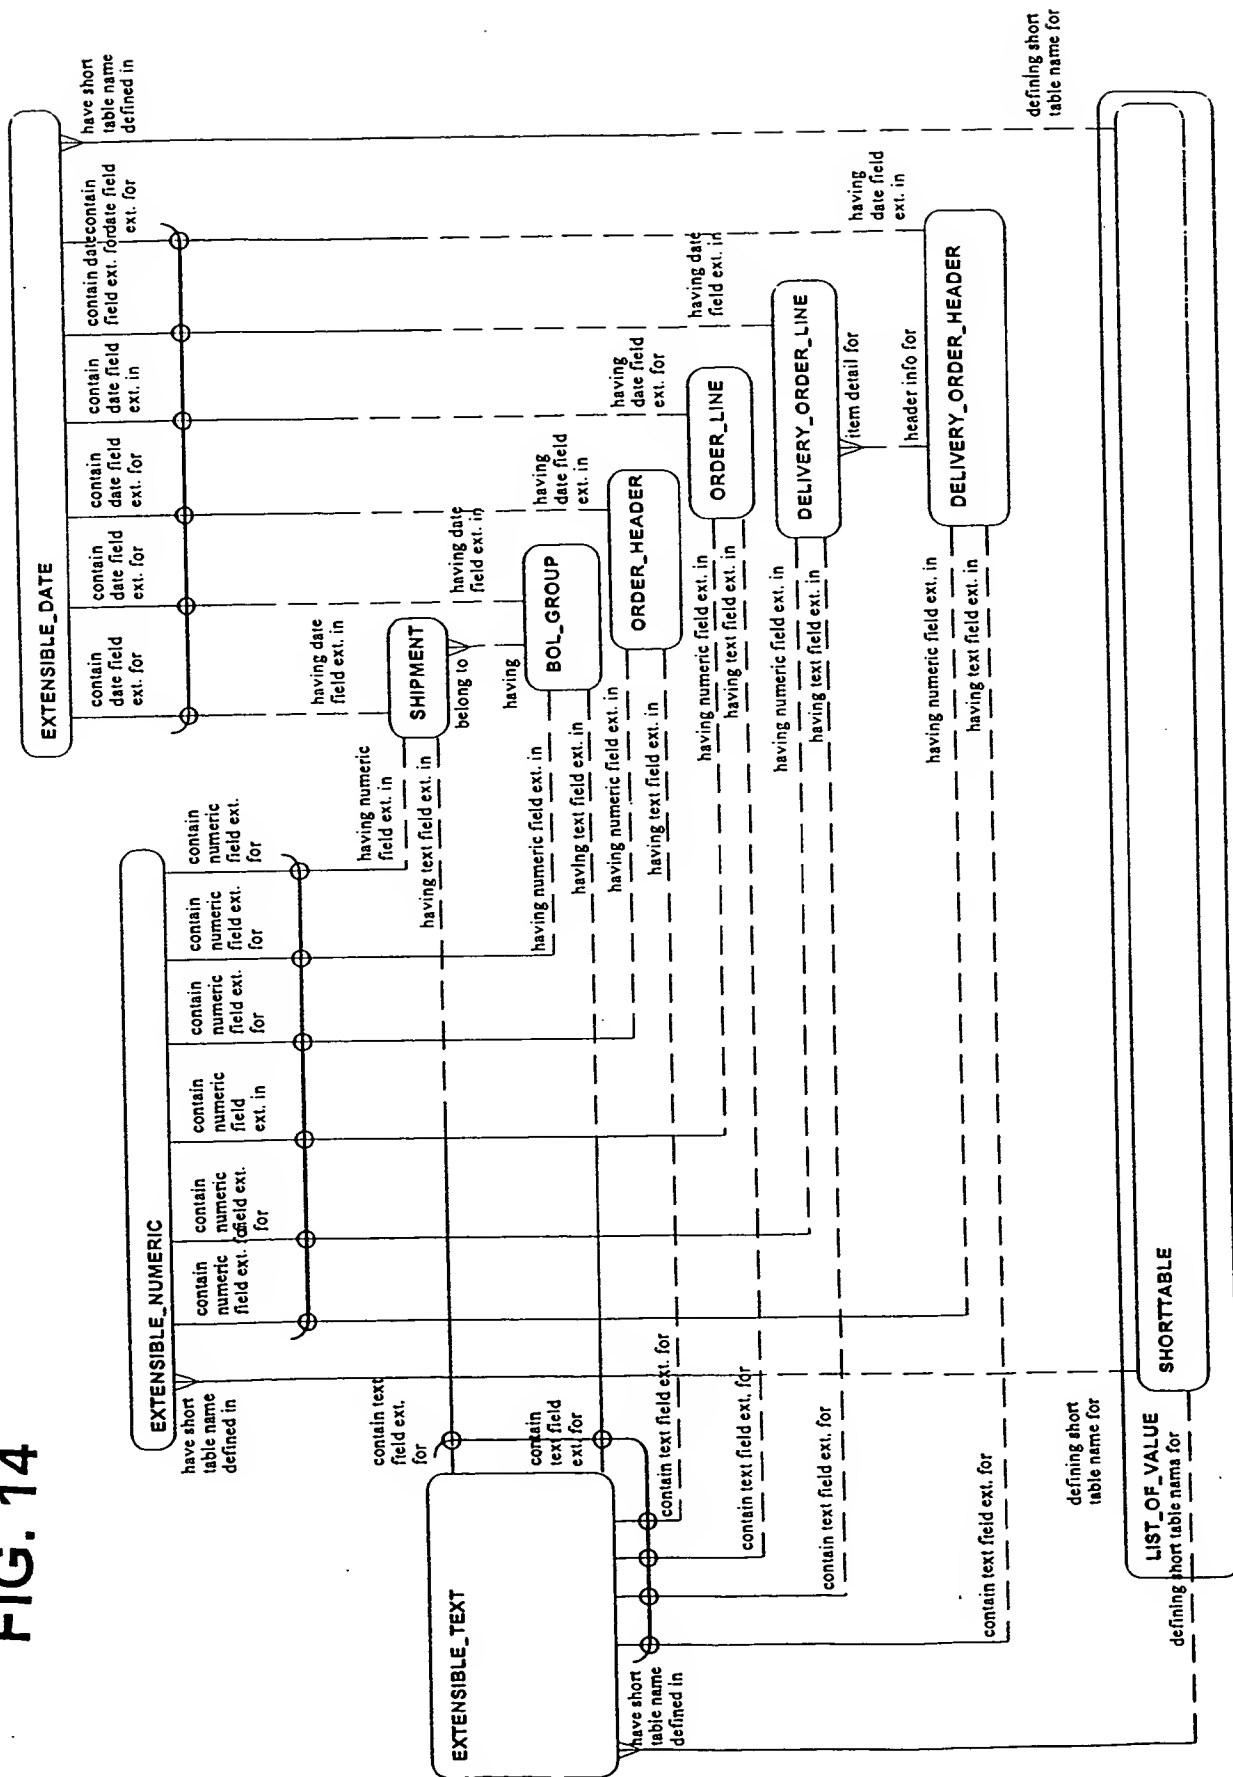 FIG. 14
EXTENSIBLE_DATE
contain
date field
ext. for
contain
date field
ext. for
contain
date field
ext. for
contain
date field
ext. in
contain date
field ext. for
contain
date field
ext. for
have short
table name
defined in
EXTENSIBLE_NUMERIC
have short
table name
defined in
contain
numeric
field ext. fo
contain
numeric
field ext.
for
contain
numeric
field
ext. in
contain
numeric
field ext.
for
contain
numeric
field ext.
for
contain
numeric
field ext.
for
having numeric
field ext. in
having text field ext. in
having date
field ext. in
SHIPMENT
belong to
having
having date
field ext. in
BOL_GROUP
having numeric field ext. in
having text field ext. in
having
date field
ext. in
ORDER_HEADER
having numeric field ext. in
having text field ext. in
having
date field
ext. for
ORDER_LINE
having numeric field ext. in
having text field ext. in
having date
field ext. in
DELIVERY_ORDER_LINE
having numeric field ext. in
having text field ext. in
item detail for
header info for
having
date field
ext. in
DELIVERY_ORDER_HEADER
having numeric field ext. in
having text field ext. in
EXTENSIBLE_TEXT
contain text
field ext.
for
contain
text field
ext. for
contain text field ext. for
contain text field ext. for
contain text field ext. for
contain text field ext. for
have short
table name
defined in
defining short
table name for
defining short
table name for
LIST_OF_VALUE
defining short table nama for
SHORTTABLE